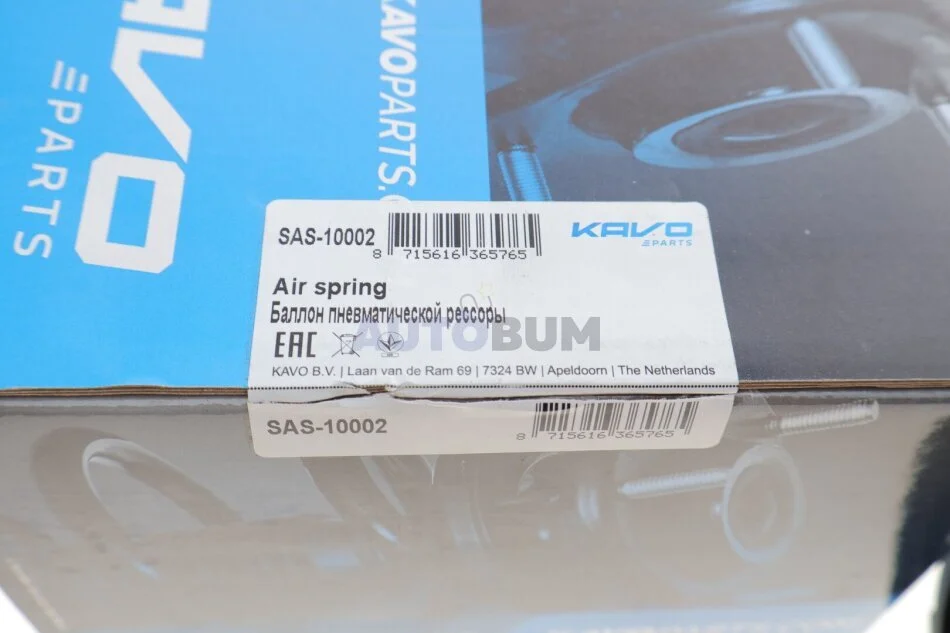 AVO
PARTS
KAVOPARTS.
SAS-10002
8 715616 365765
KAVO
PARTS
Air spring
Баллон пневматической рессоры
AUTOBUM
EAC
KAVO B.V. | Laan van de Ram 69 | 7324 BW | Apeldoorn | The Netherlands
SAS-10002
8 715616 365765